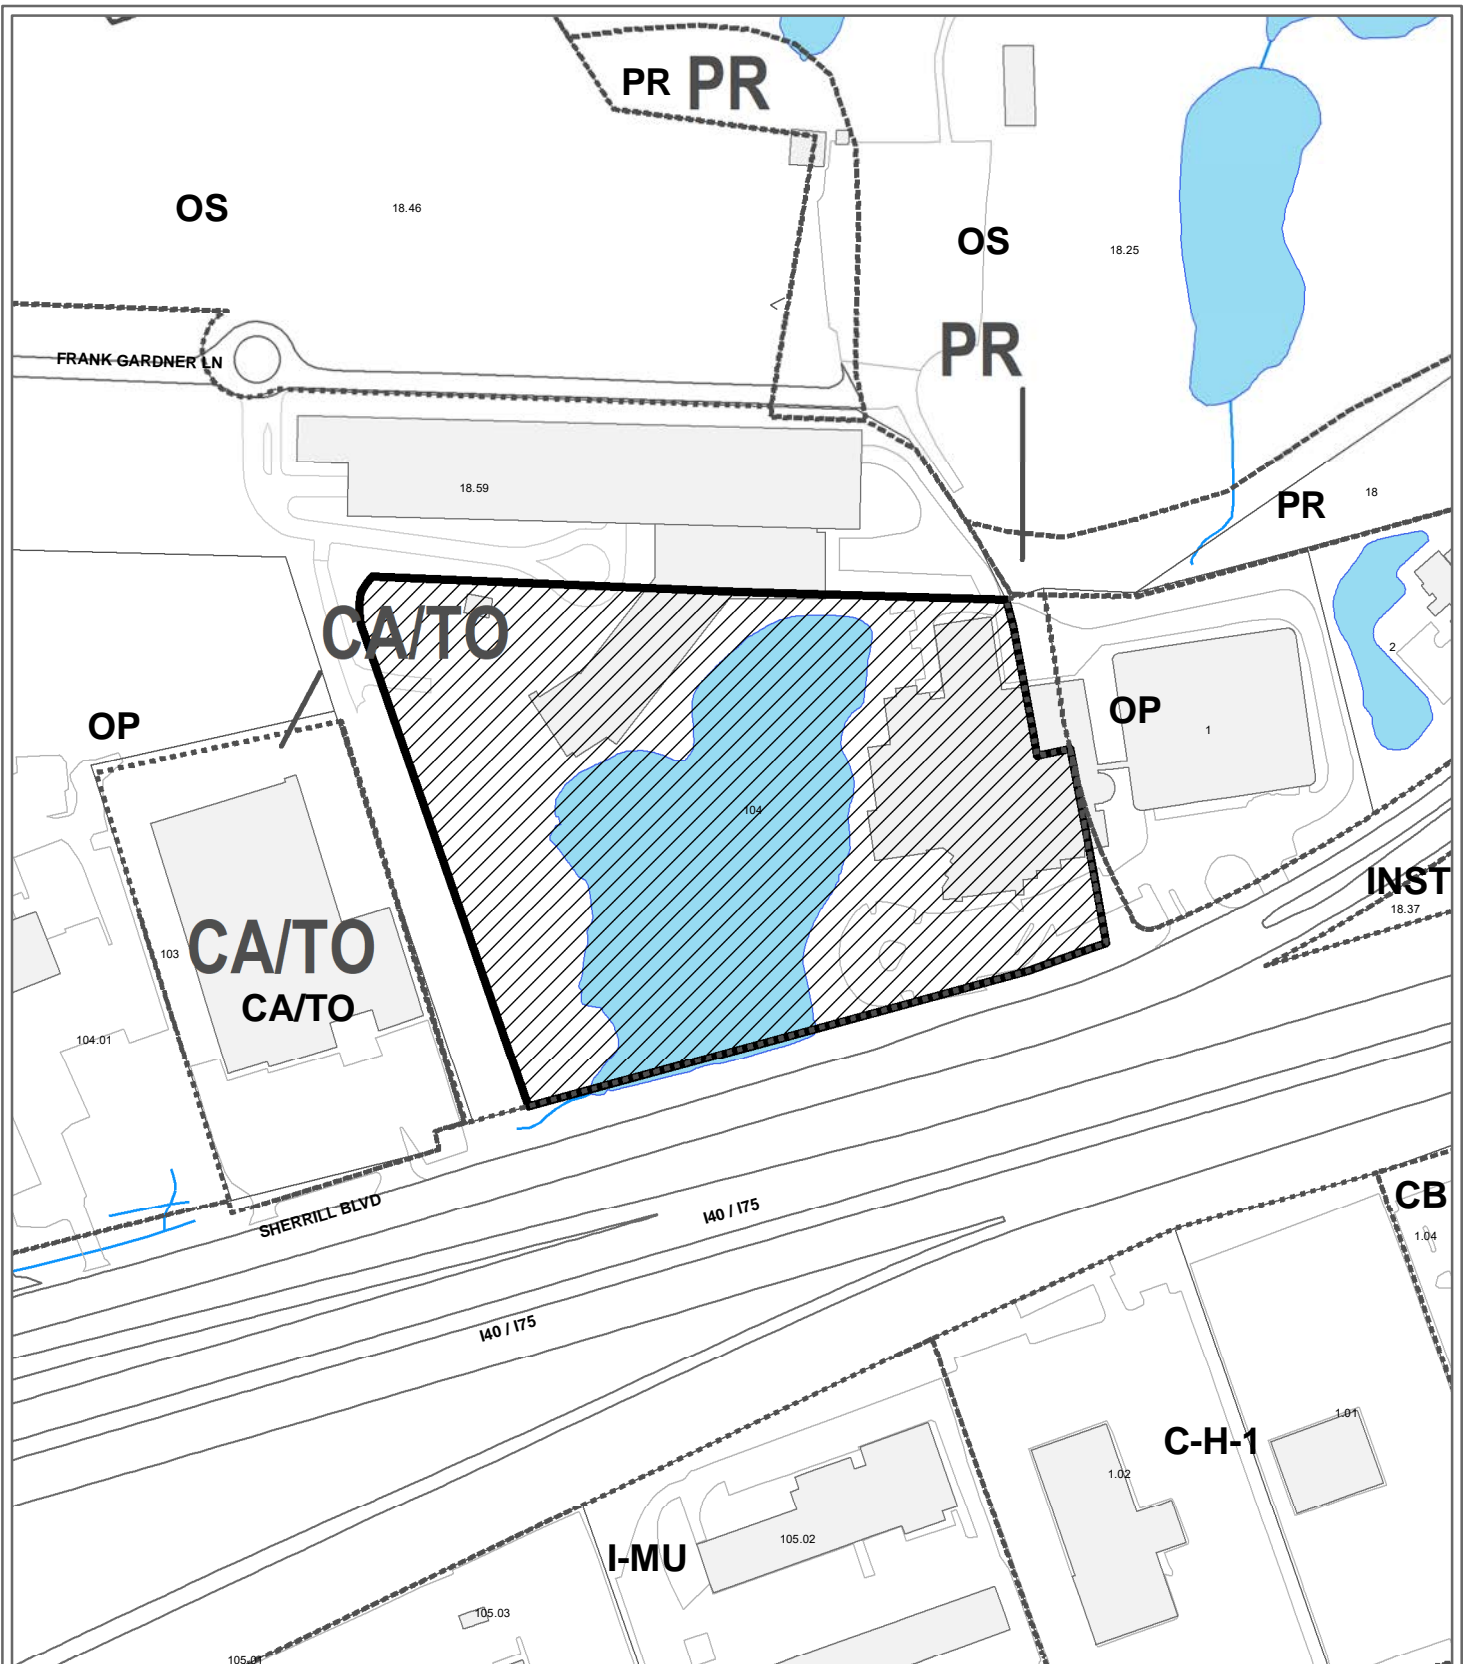 PR PR
OS
18.46
OS
18.25
PR
FRANK GARDNER LN
18.59
PR
18
CA/TO
2
OP
OP
1
104
INST
18.37
103
CA/TO
CA/TO
104.01
CB
1.04
SHERRILL BLVD
I40 / I75
I40 / I75
C-H-1
1.01
1.02
105.02
I-MU
105.03
105.01